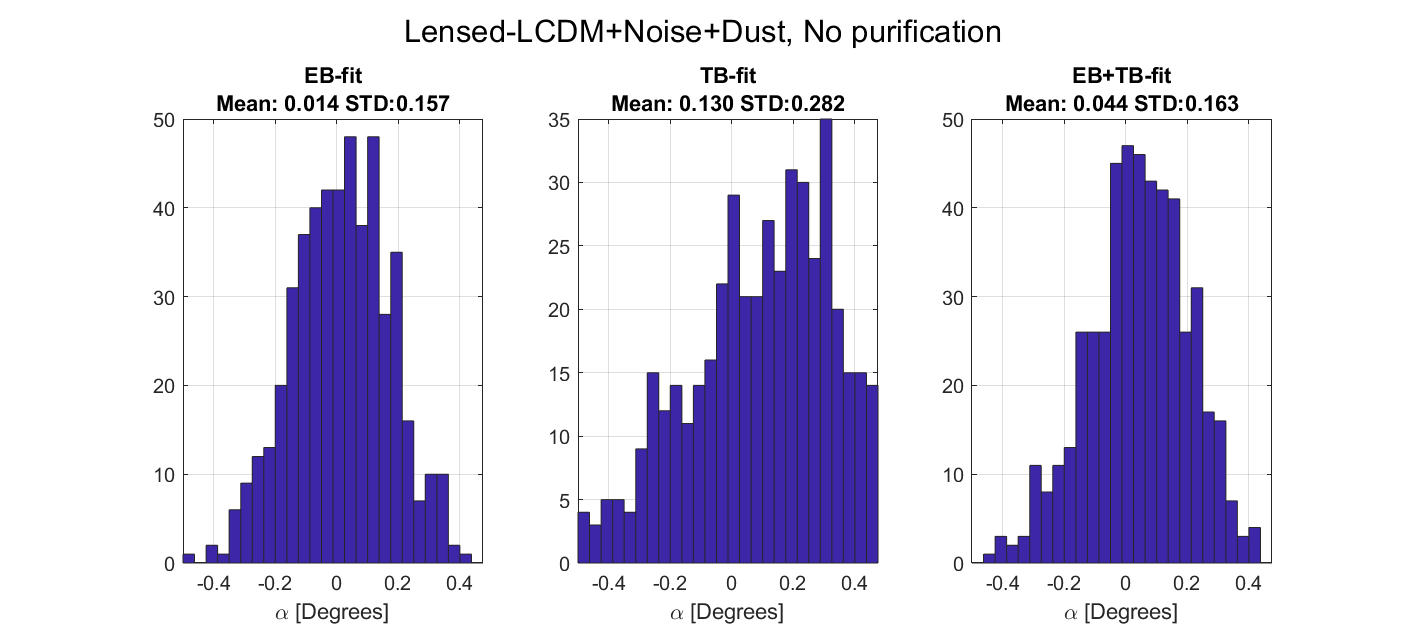 Lensed-LCDM+Noise+Dust, No purification
EB-fit
Mean: 0.014 STD:0.157
50
40
30
20
10
0
-0.4 -0.2 0 0.2 0.4
α [Degrees]
TB-fit
Mean: 0.130 STD:0.282
35
30
25
20
15
10
5
0
-0.4 -0.2 0 0.2 0.4
α [Degrees]
EB+TB-fit
Mean: 0.044 STD:0.163
50
40
30
20
10
0
-0.4 -0.2 0 0.2 0.4
α [Degrees]